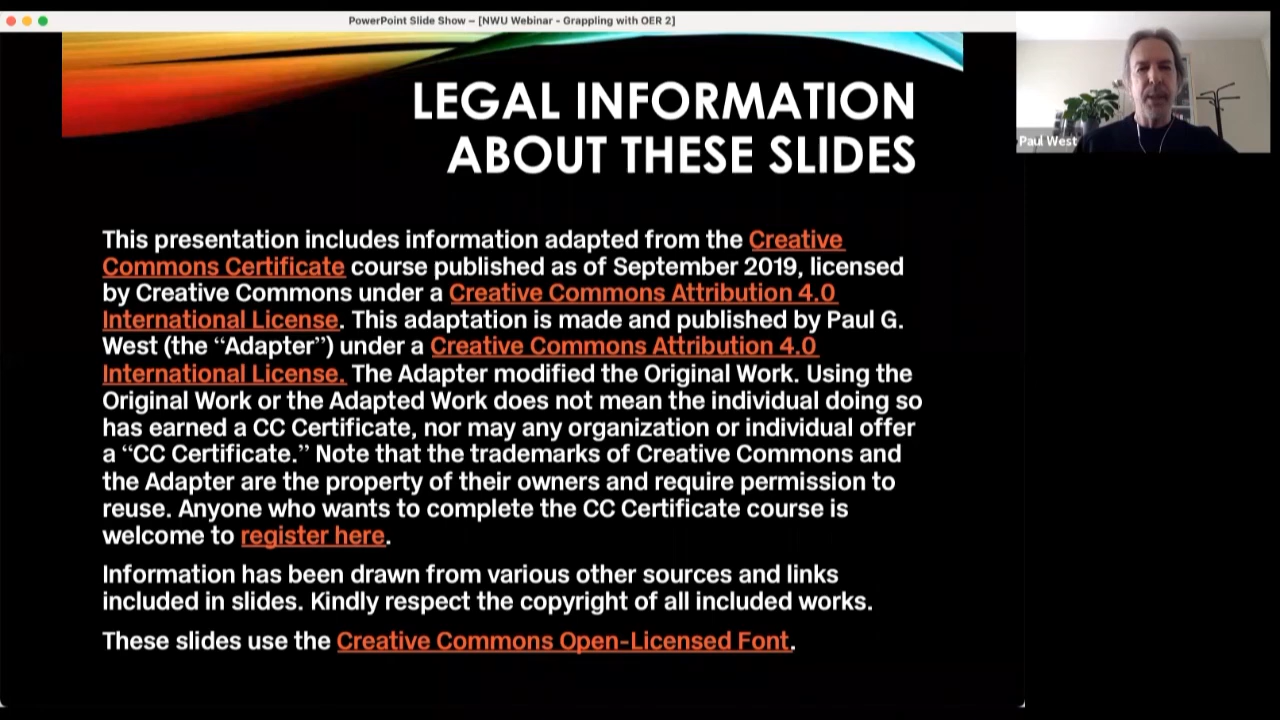 PowerPoint Slide Show – [NWU Webinar - Grappling with OER 2]
LEGAL INFORMATION
ABOUT THESE SLIDES
Paul West
This presentation includes information adapted from the Creative
Commons Certificate course published as of September 2019, licensed
by Creative Commons under a Creative Commons Attribution 4.0
International License. This adaptation is made and published by Paul G.
West (the “Adapter”) under a Creative Commons Attribution 4.0
International License. The Adapter modified the Original Work. Using the
Original Work or the Adapted Work does not mean the individual doing so
has earned a CC Certificate, nor may any organization or individual offer
a “CC Certificate.” Note that the trademarks of Creative Commons and
the Adapter are the property of their owners and require permission to
reuse. Anyone who wants to complete the CC Certificate course is
welcome to register here.
Information has been drawn from various other sources and links
included in slides. Kindly respect the copyright of all included works.
These slides use the Creative Commons Open-Licensed Font.